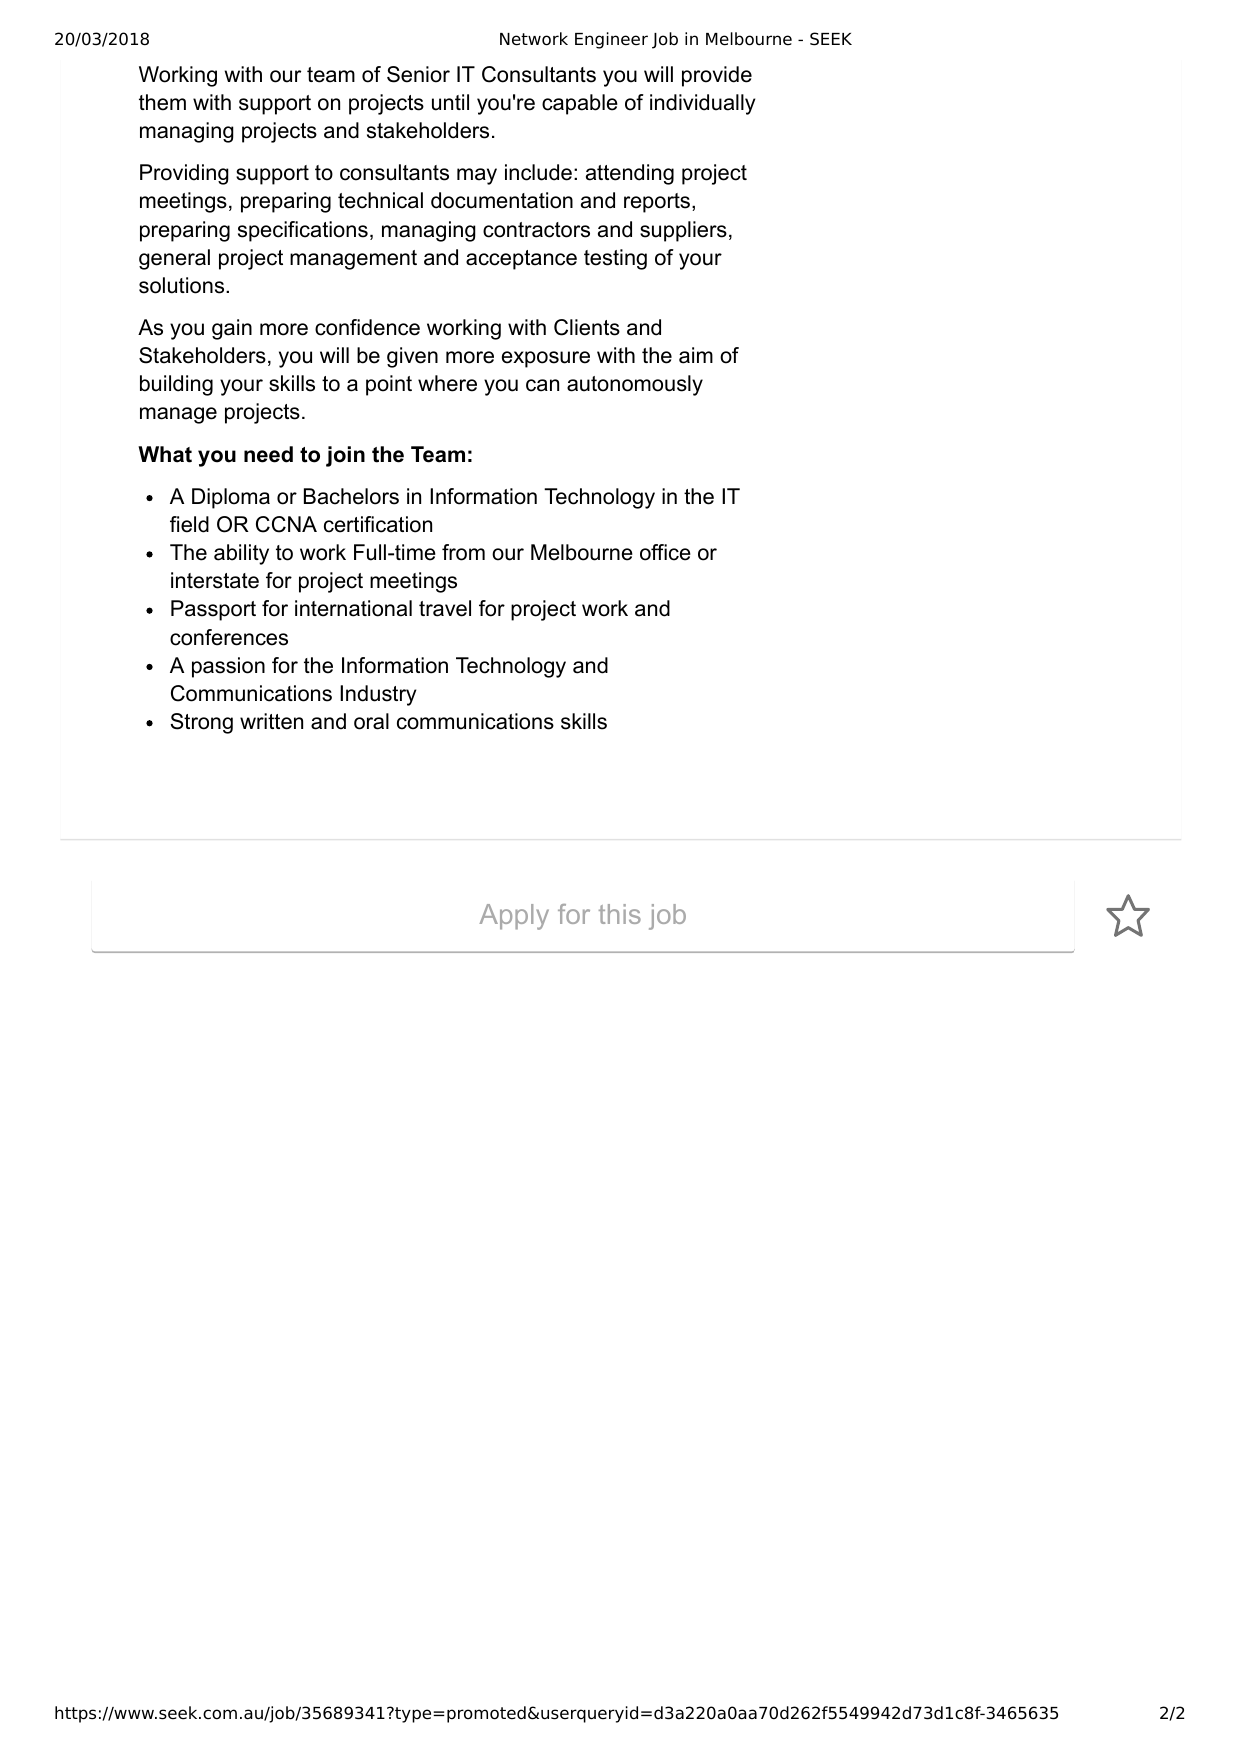 20/03/2018 Network Engineer Job in Melbourne - SEEK
Working with our team of Senior IT Consultants you will provide
them with support on projects until you're capable of individually
managing projects and stakeholders.
Providing support to consultants may include: attending project
meetings, preparing technical documentation and reports,
preparing specifications, managing contractors and suppliers,
general project management and acceptance testing of your
solutions.
As you gain more confidence working with Clients and
Stakeholders, you will be given more exposure with the aim of
building your skills to a point where you can autonomously
manage projects.
What you need to join the Team:
• A Diploma or Bachelors in Information Technology in the IT
field OR CCNA certification
• The ability to work Full-time from our Melbourne office or
interstate for project meetings
• Passport for international travel for project work and
conferences
• A passion for the Information Technology and
Communications Industry
• Strong written and oral communications skills
Apply for this job
https://www.seek.com.au/job/35689341?type=promoted&userqueryid=d3a220a0aa70d262f5549942d73d1c8f-3465635 2/2